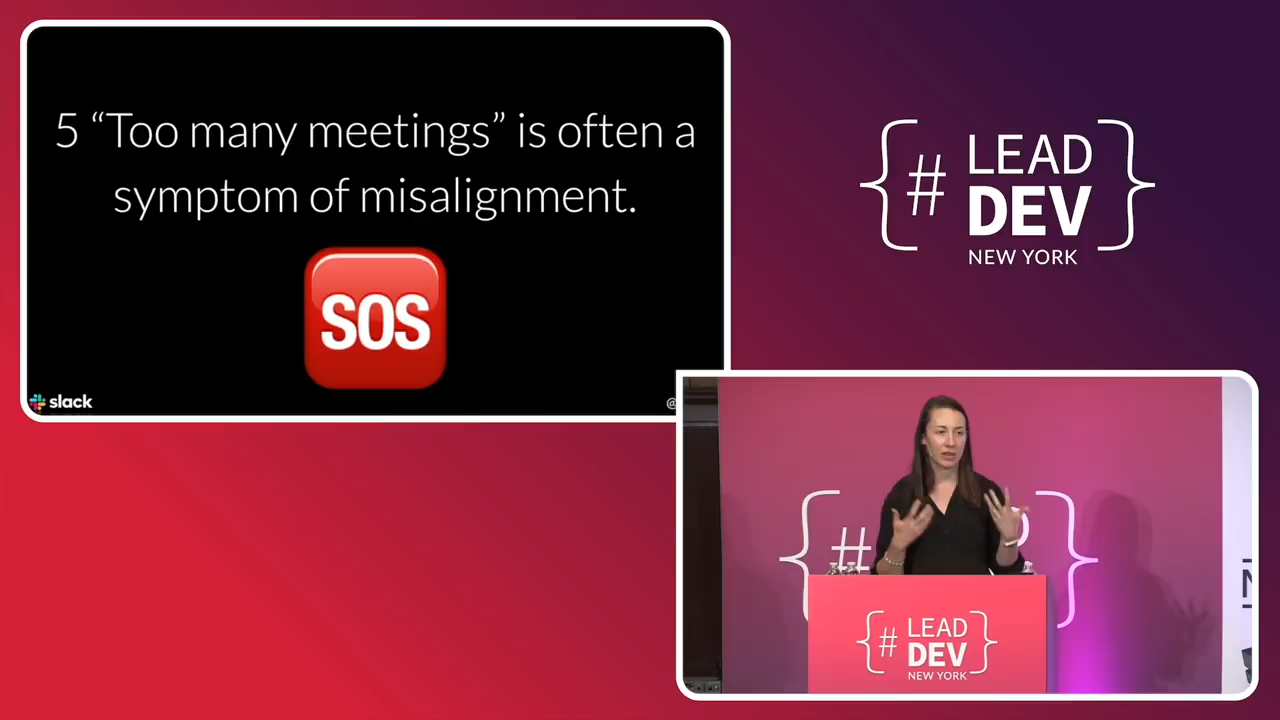 5 “Too many meetings” is often a
symptom of misalignment.
SOS
slack
@
{# LEAD
DEV}
NEW YORK
{#
}
{# LEAD
DEV}
NEW YORK